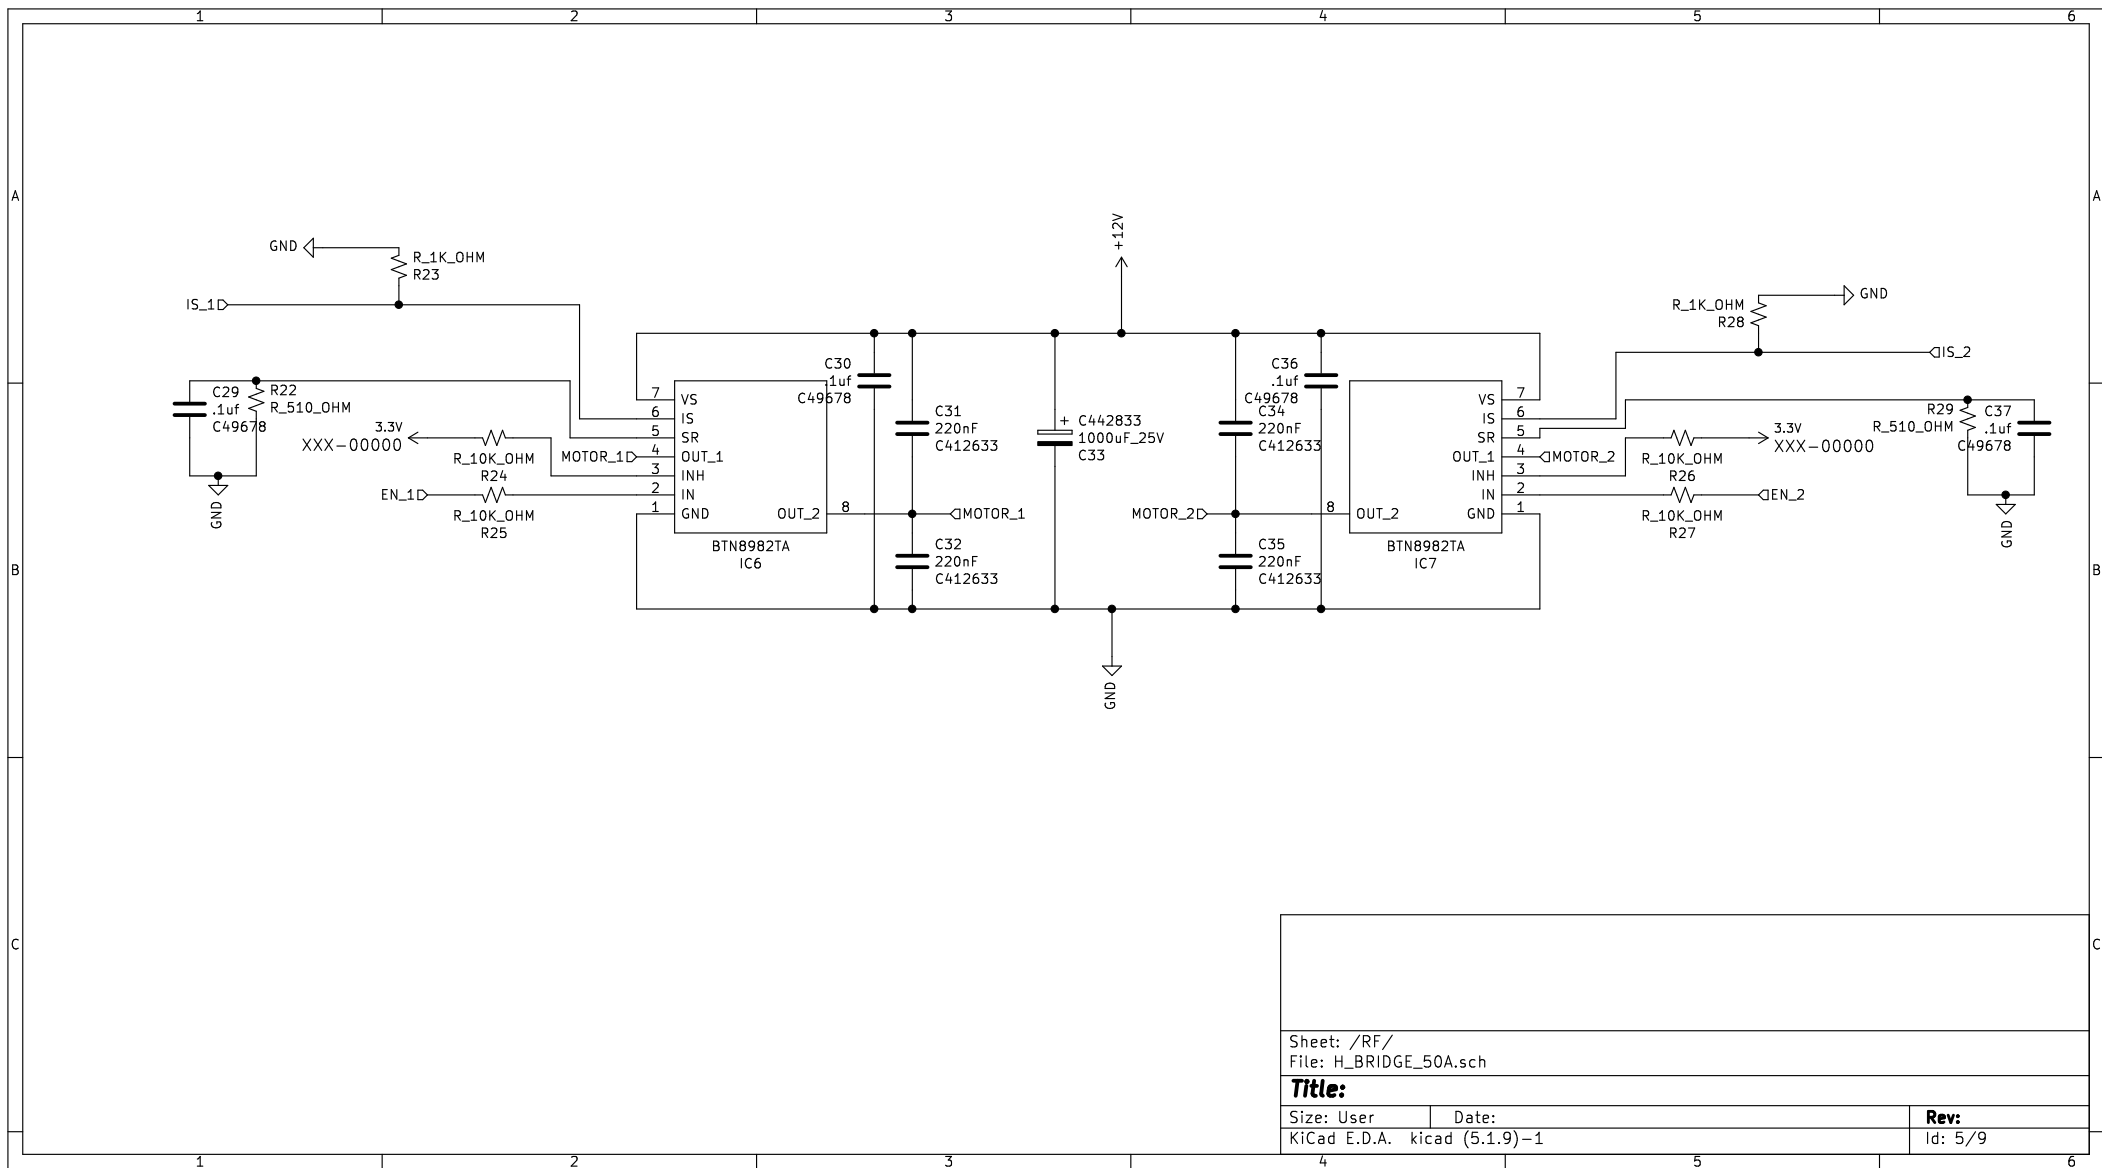 1 2 3 4 5 6
A A
+12V
GND
R_1K_OHM
R23
IS_1
GND
R_1K_OHM
R28
IS_2
C30
.1uf
C49678
C36
.1uf
C49678
C29
.1uf
C49678
R22
R_510_OHM
3.3V
XXX-00000
R_10K_OHM
R24
MOTOR_1
EN_1
R_10K_OHM
R25
GND
7 VS
6 IS
5 SR
4 OUT_1
3 INH
2 IN
1 GND
OUT_2 8
BTN8982TA
IC6
C31
220nF
C412633
MOTOR_1
C32
220nF
C412633
+ C442833
1000uF_25V
C33
C34
220nF
C412633
MOTOR_2
C35
220nF
C412633
VS 7
IS 6
SR 5
OUT_1 4
INH 3
IN 2
GND 1
8 OUT_2
BTN8982TA
IC7
MOTOR_2
R_10K_OHM
R26
3.3V
XXX-00000
EN_2
R_10K_OHM
R27
R29
R_510_OHM
C37
.1uf
C49678
GND
B B
GND
C C
Sheet: /RF/
File: H_BRIDGE_50A.sch
Title:
Size: User Date: Rev:
KiCad E.D.A. kicad (5.1.9)-1 Id: 5/9
1 2 3 4 5 6